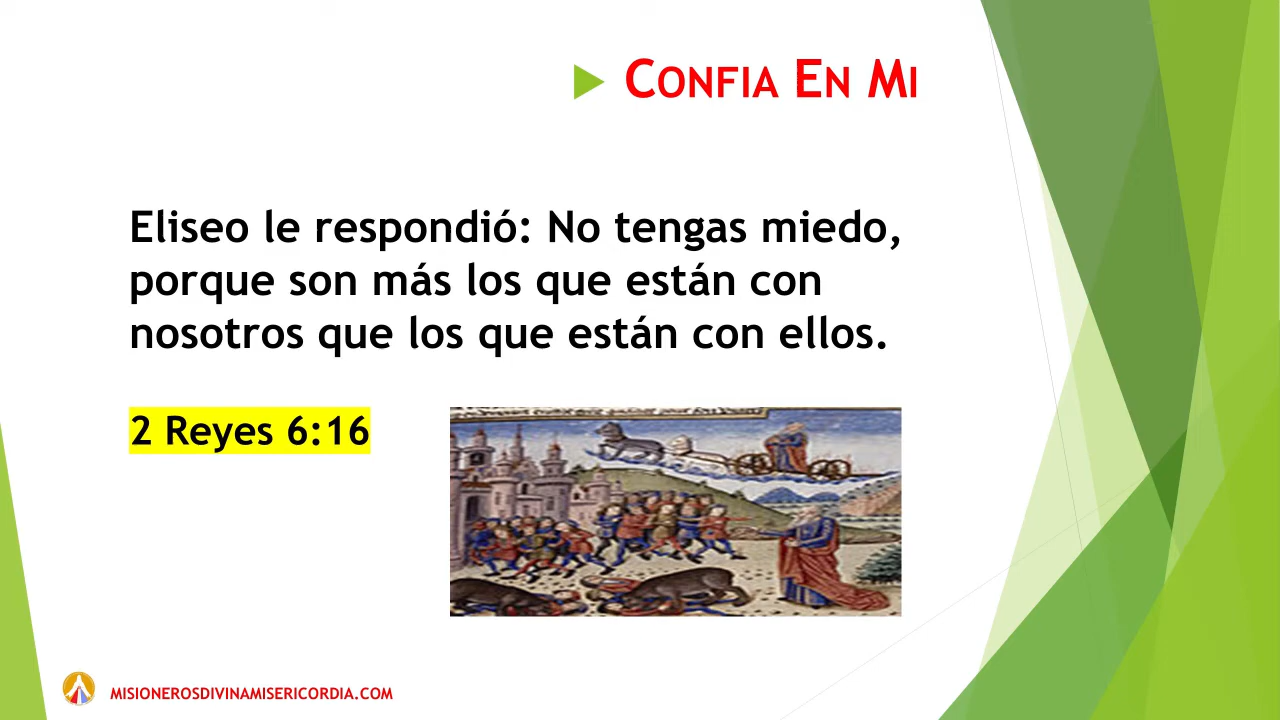 CONFIA EN MI
Eliseo le respondió: No tengas miedo,
porque son más los que están con
nosotros que los que están con ellos.
2 Reyes 6:16
MISIONEROSDIVINAMISERICORDIA.COM